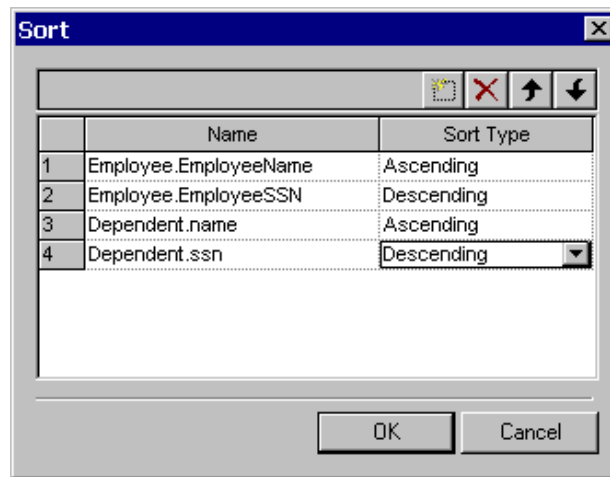 Sort
Name Sort Type
1 Employee.EmployeeName Ascending
2 Employee.EmployeeSSN Descending
3 Dependent.name Ascending
4 Dependent.ssn Descending
OK Cancel